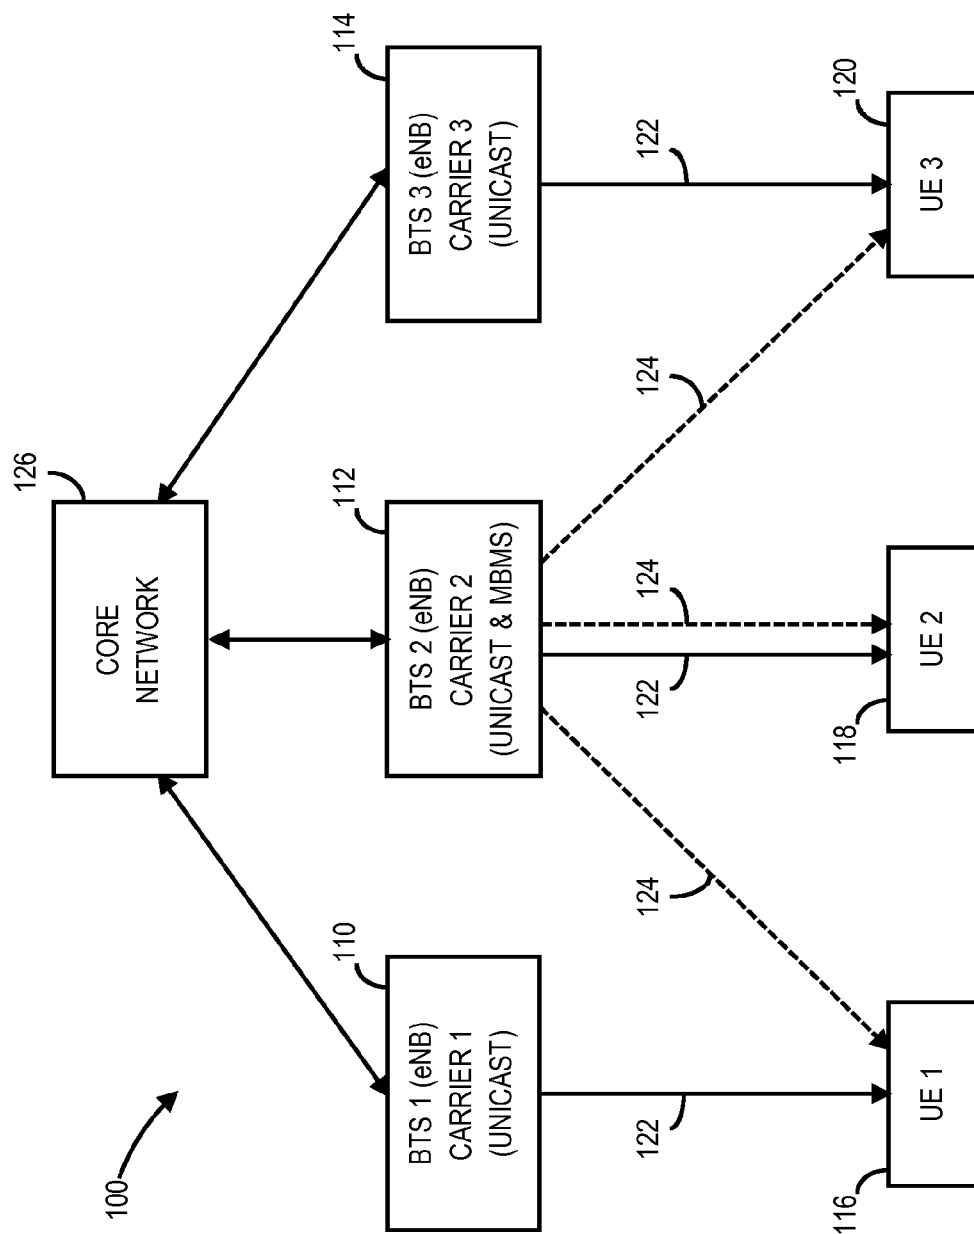 100
CORE
NETWORK
126
BTS 1 (eNB)
CARRIER 1
(UNICAST)
110
BTS 2 (eNB)
CARRIER 2
(UNICAST & MBMS)
112
BTS 3 (eNB)
CARRIER 3
(UNICAST)
114
122
124
122
124
124
122
116
UE 1
118
UE 2
UE 3
120